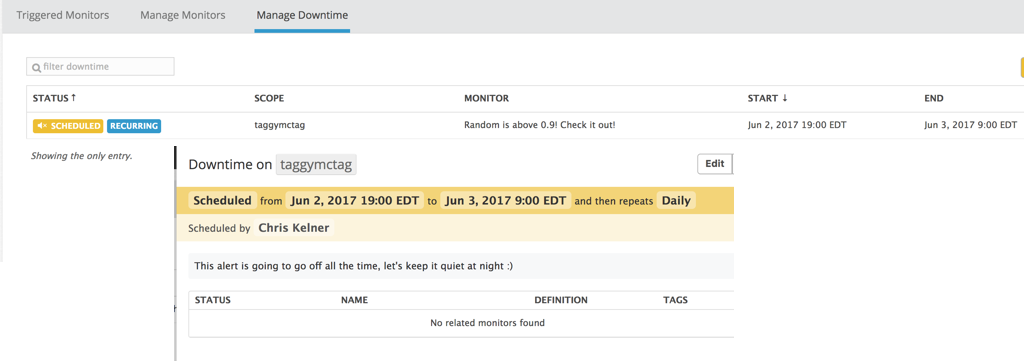 Triggered Monitors Manage Monitors Manage Downtime
filter downtime
STATUS↑ SCOPE MONITOR START ↓ END
SCHEDULED RECURRING taggymctag Random is above 0.9! Check it out! Jun 2, 2017 19:00 EDT Jun 3, 2017 9:00 EDT
Showing the only entry.
Downtime on taggymctag Edit
Scheduled from Jun 2, 2017 19:00 EDT to Jun 3, 2017 9:00 EDT and then repeats Daily
Scheduled by Chris Kelner
This alert is going to go off all the time, let's keep it quiet at night :)
STATUS NAME DEFINITION TAGS
No related monitors found